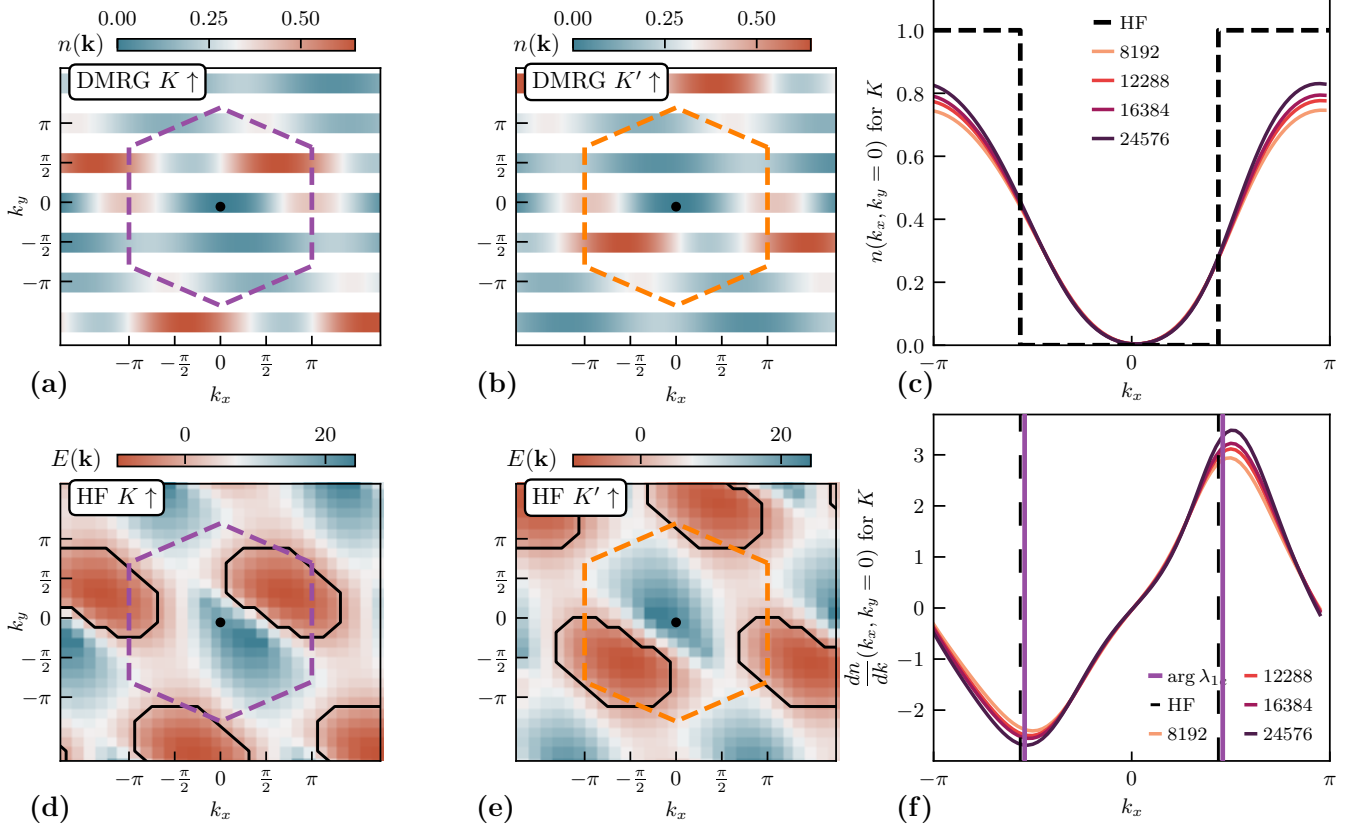 0.00 0.25 0.50
n(k)
DMRG K ↑
π
π/2
0
−π/2
−π
k_y
−π −π/2 0 π/2 π
k_x
(a)
0.00 0.25 0.50
n(k)
DMRG K′ ↑
π
π/2
0
−π/2
−π
−π −π/2 0 π/2 π
k_x
(b)
1.0
0.8
0.6
0.4
0.2
0.0
n(k_x, k_y = 0) for K
HF
8192
12288
16384
24576
−π 0 π
k_x
(c)
0 20
E(k)
HF K ↑
π
π/2
0
−π/2
−π
k_y
−π −π/2 0 π/2 π
k_x
(d)
0 20
E(k)
HF K′ ↑
π
π/2
0
−π/2
−π
−π −π/2 0 π/2 π
k_x
(e)
3
2
1
0
−1
−2
dn/dk (k_x, k_y = 0) for K
HF
8192
12288
16384
24576
−π 0 π
k_x
(f)